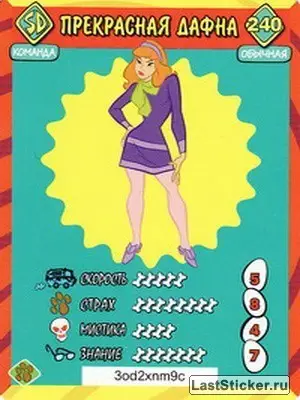 SD ПРЕКРАСНАЯ ДАФНА 240
КОМАНДА ОБЫЧНАЯ
СКОРОСТЬ 5
СТРАХ 8
МИСТИКА 4
ЗНАНИЕ 7
3od2xnm9c
LastSticker.ru